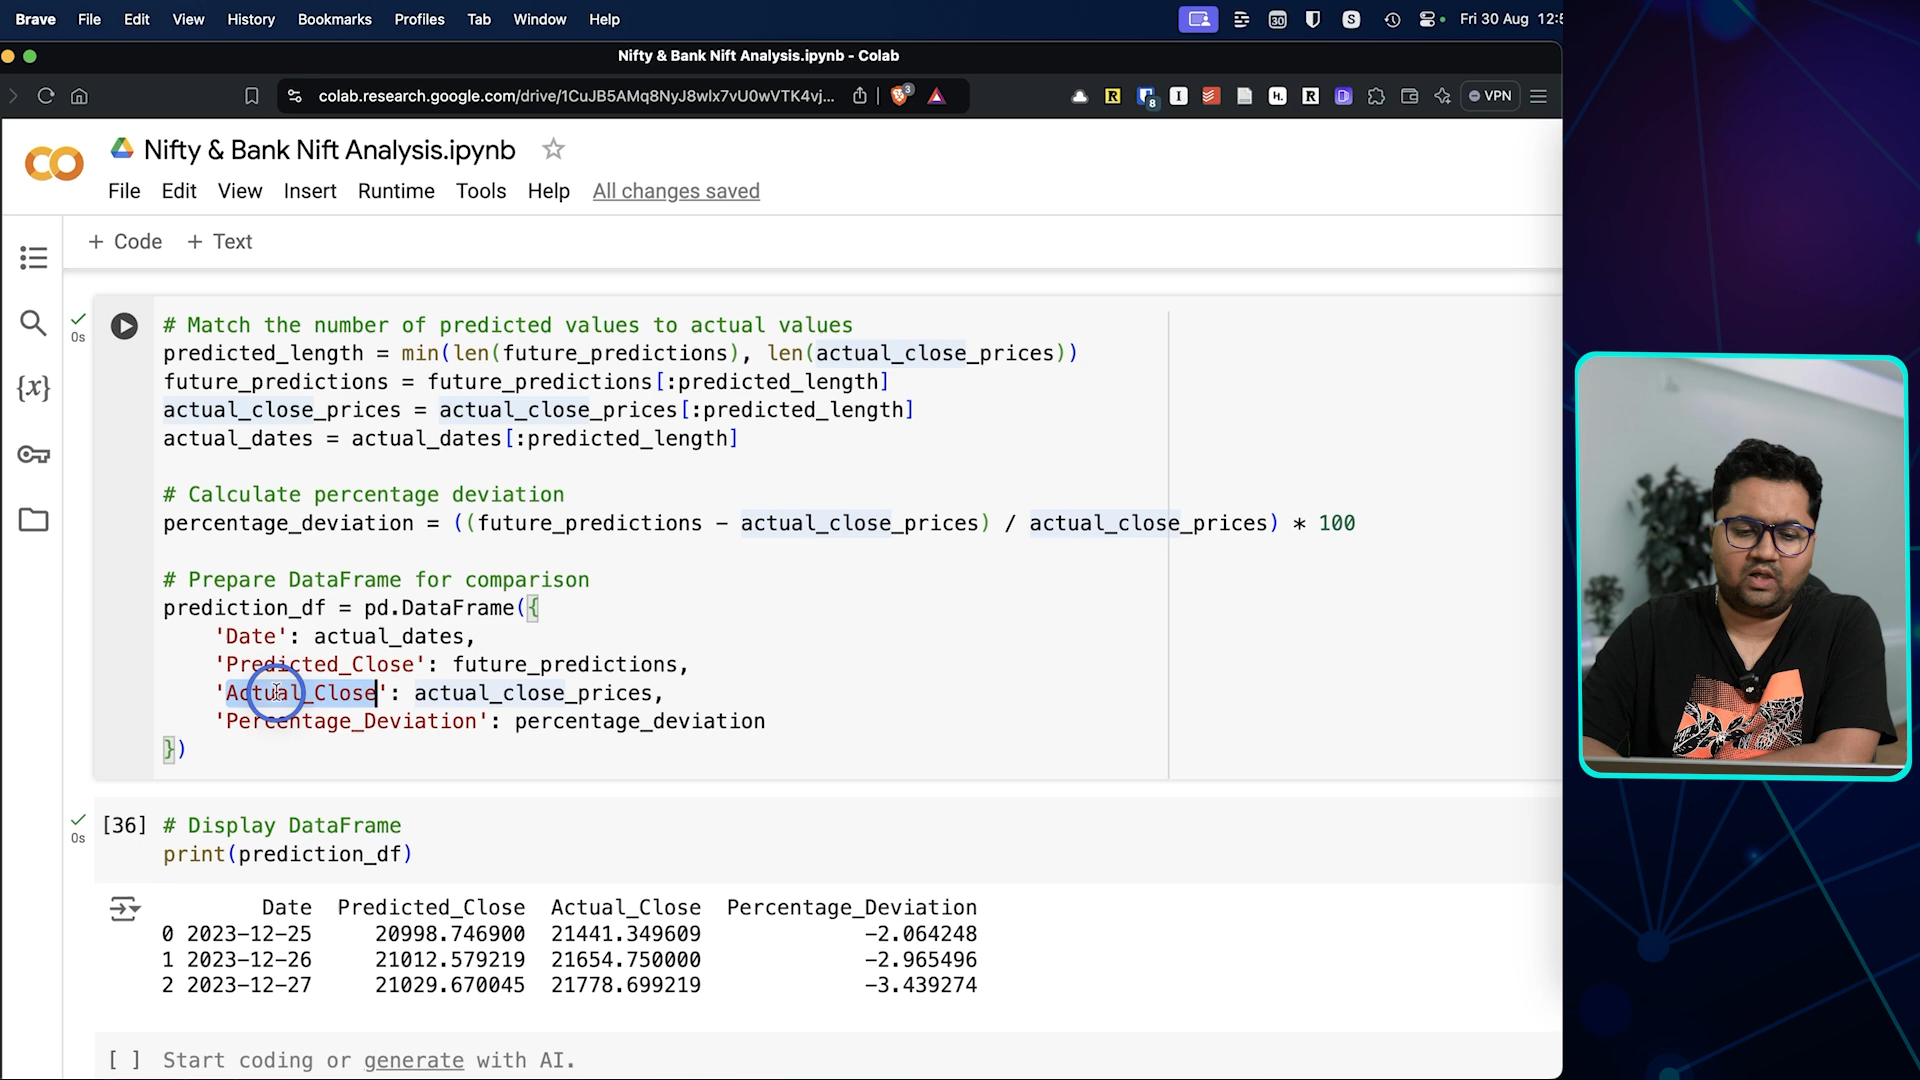 Brave File Edit View History Bookmarks Profiles Tab Window Help 30 S Fri 30 Aug 12:5
Nifty & Bank Nift Analysis.ipynb - Colab
colab.research.google.com/drive/1CuJB5AMq8NyJ8wIx7vU0wVTK4vj... 3 R 8 I h. R VPN
CO Nifty & Bank Nift Analysis.ipynb
File Edit View Insert Runtime Tools Help All changes saved
+ Code + Text
{x}
0s
# Match the number of predicted values to actual values
predicted_length = min(len(future_predictions), len(actual_close_prices))
future_predictions = future_predictions[:predicted_length]
actual_close_prices = actual_close_prices[:predicted_length]
actual_dates = actual_dates[:predicted_length]
# Calculate percentage deviation
percentage_deviation = ((future_predictions - actual_close_prices) / actual_close_prices) * 100
# Prepare DataFrame for comparison
prediction_df = pd.DataFrame({
'Date': actual_dates,
'Predicted_Close': future_predictions,
'Actual_Close': actual_close_prices,
'Percentage_Deviation': percentage_deviation
})
0s
[36] # Display DataFrame
print(prediction_df)
Date Predicted_Close Actual_Close Percentage_Deviation
0 2023-12-25 20998.746900 21441.349609 -2.064248
1 2023-12-26 21012.579219 21654.750000 -2.965496
2 2023-12-27 21029.670045 21778.699219 -3.439274
[ ] Start coding or generate with AI.